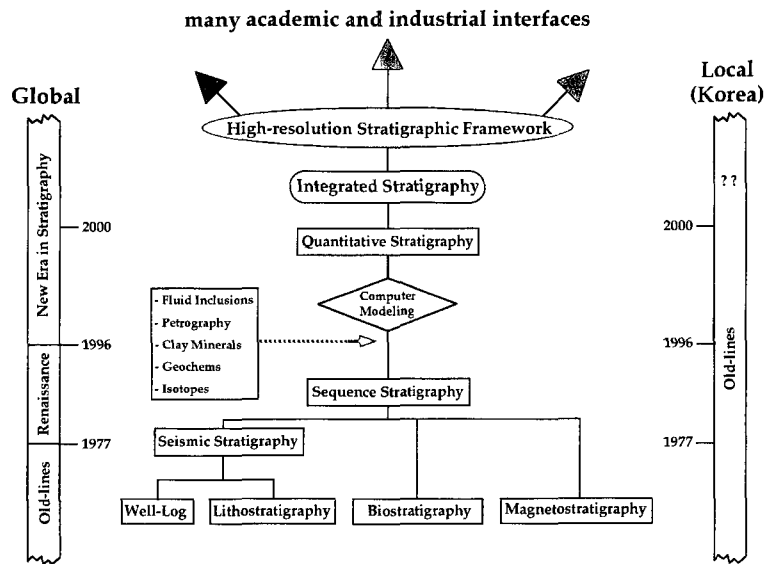 many academic and industrial interfaces
Global
Local
(Korea)
High-resolution Stratigraphic Framework
Integrated Stratigraphy
? ?
New Era in Stratigraphy
2000
2000
Quantitative Stratigraphy
Computer
Modeling
- Fluid Inclusions
- Petrography
- Clay Minerals
- Geochems
- Isotopes
1996
1996
Renaissance
Old-lines
Sequence Stratigraphy
1977
1977
Seismic Stratigraphy
Old-lines
Well-Log
Lithostratigraphy
Biostratigraphy
Magnetostratigraphy